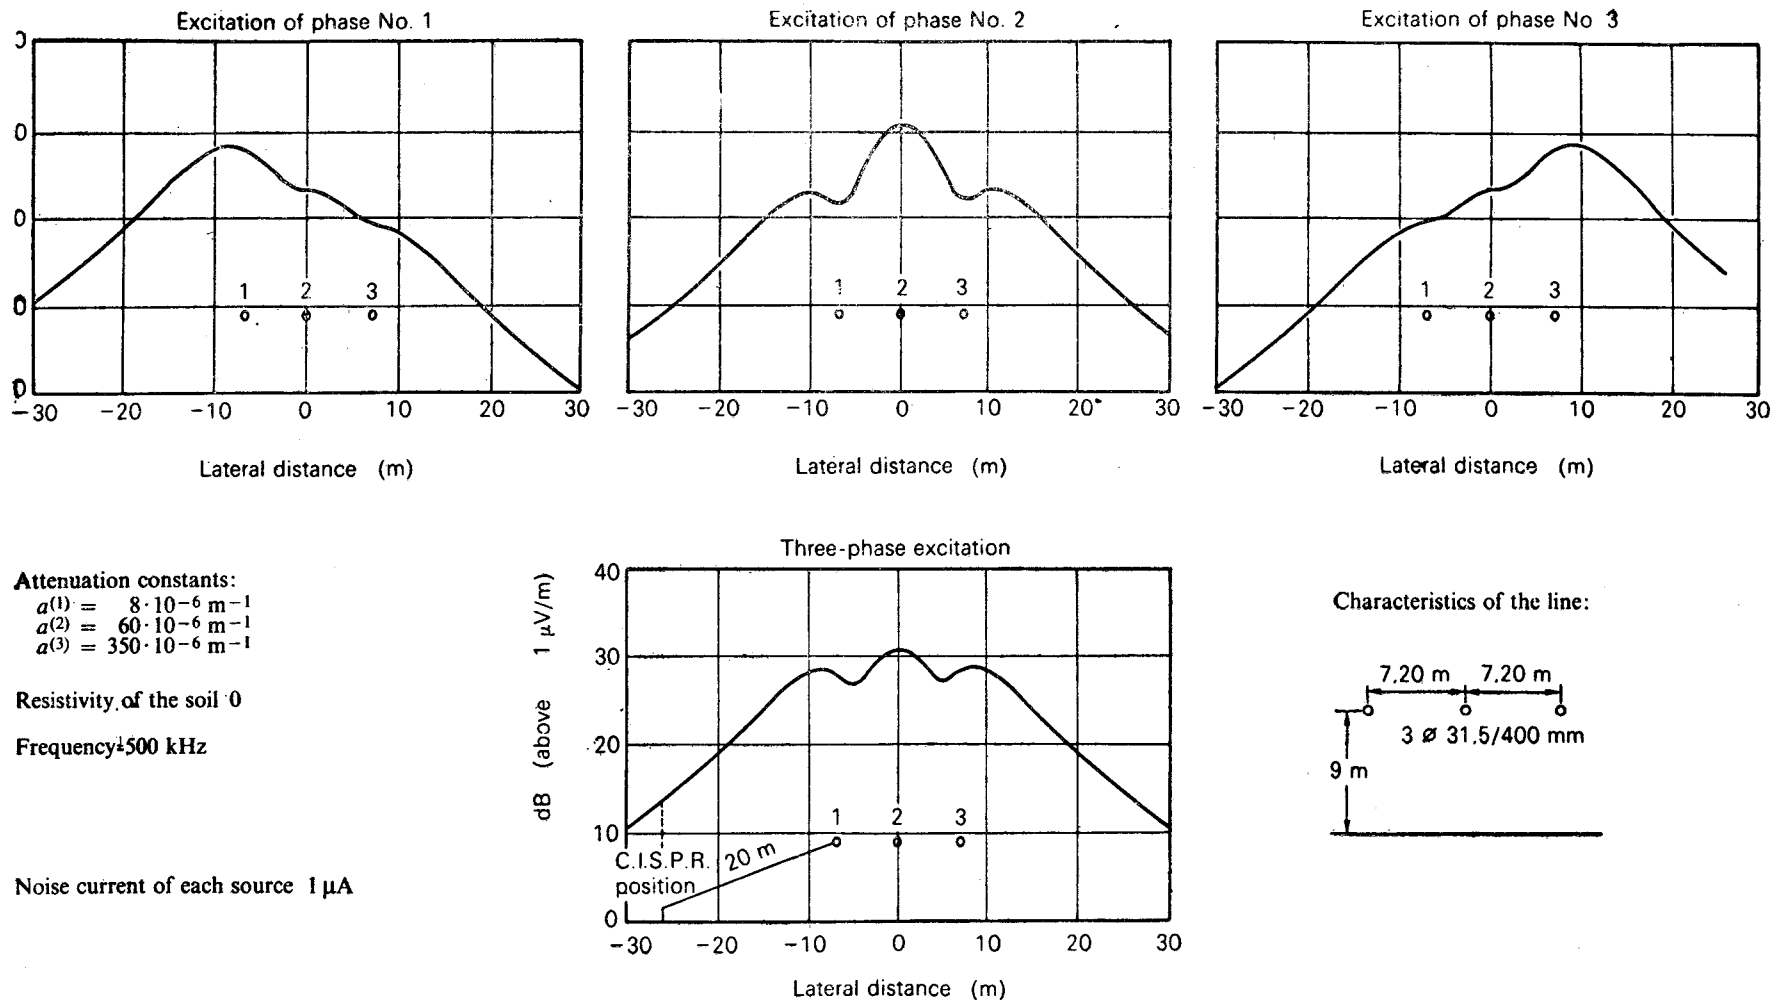 Excitation of phase No. 1
0
0
0
0
-30 -20 -10 0 10 20 30
1 2 3
Lateral distance (m)
Excitation of phase No. 2
1 2 3
-30 -20 -10 0 10 20 30
Lateral distance (m)
Excitation of phase No 3
1 2 3
-30 -20 -10 0 10 20 30
Lateral distance (m)
Attenuation constants:
a(1) = 8·10−6 m−1
a(2) = 60·10−6 m−1
a(3) = 350·10−6 m−1
Resistivity of the soil 0
Frequency 500 kHz
Noise current of each source 1 µA
Three-phase excitation
dB (above 1 µV/m)
40
30
20
10
0
1 2 3
C.I.S.P.R. position
20 m
-30 -20 -10 0 10 20 30
Lateral distance (m)
Characteristics of the line:
7,20 m 7,20 m
3 ø 31,5/400 mm
9 m